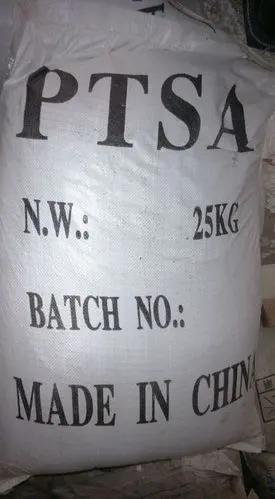 PTSA
N.W.: 25KG
BATCH NO.:
MADE IN CHINA